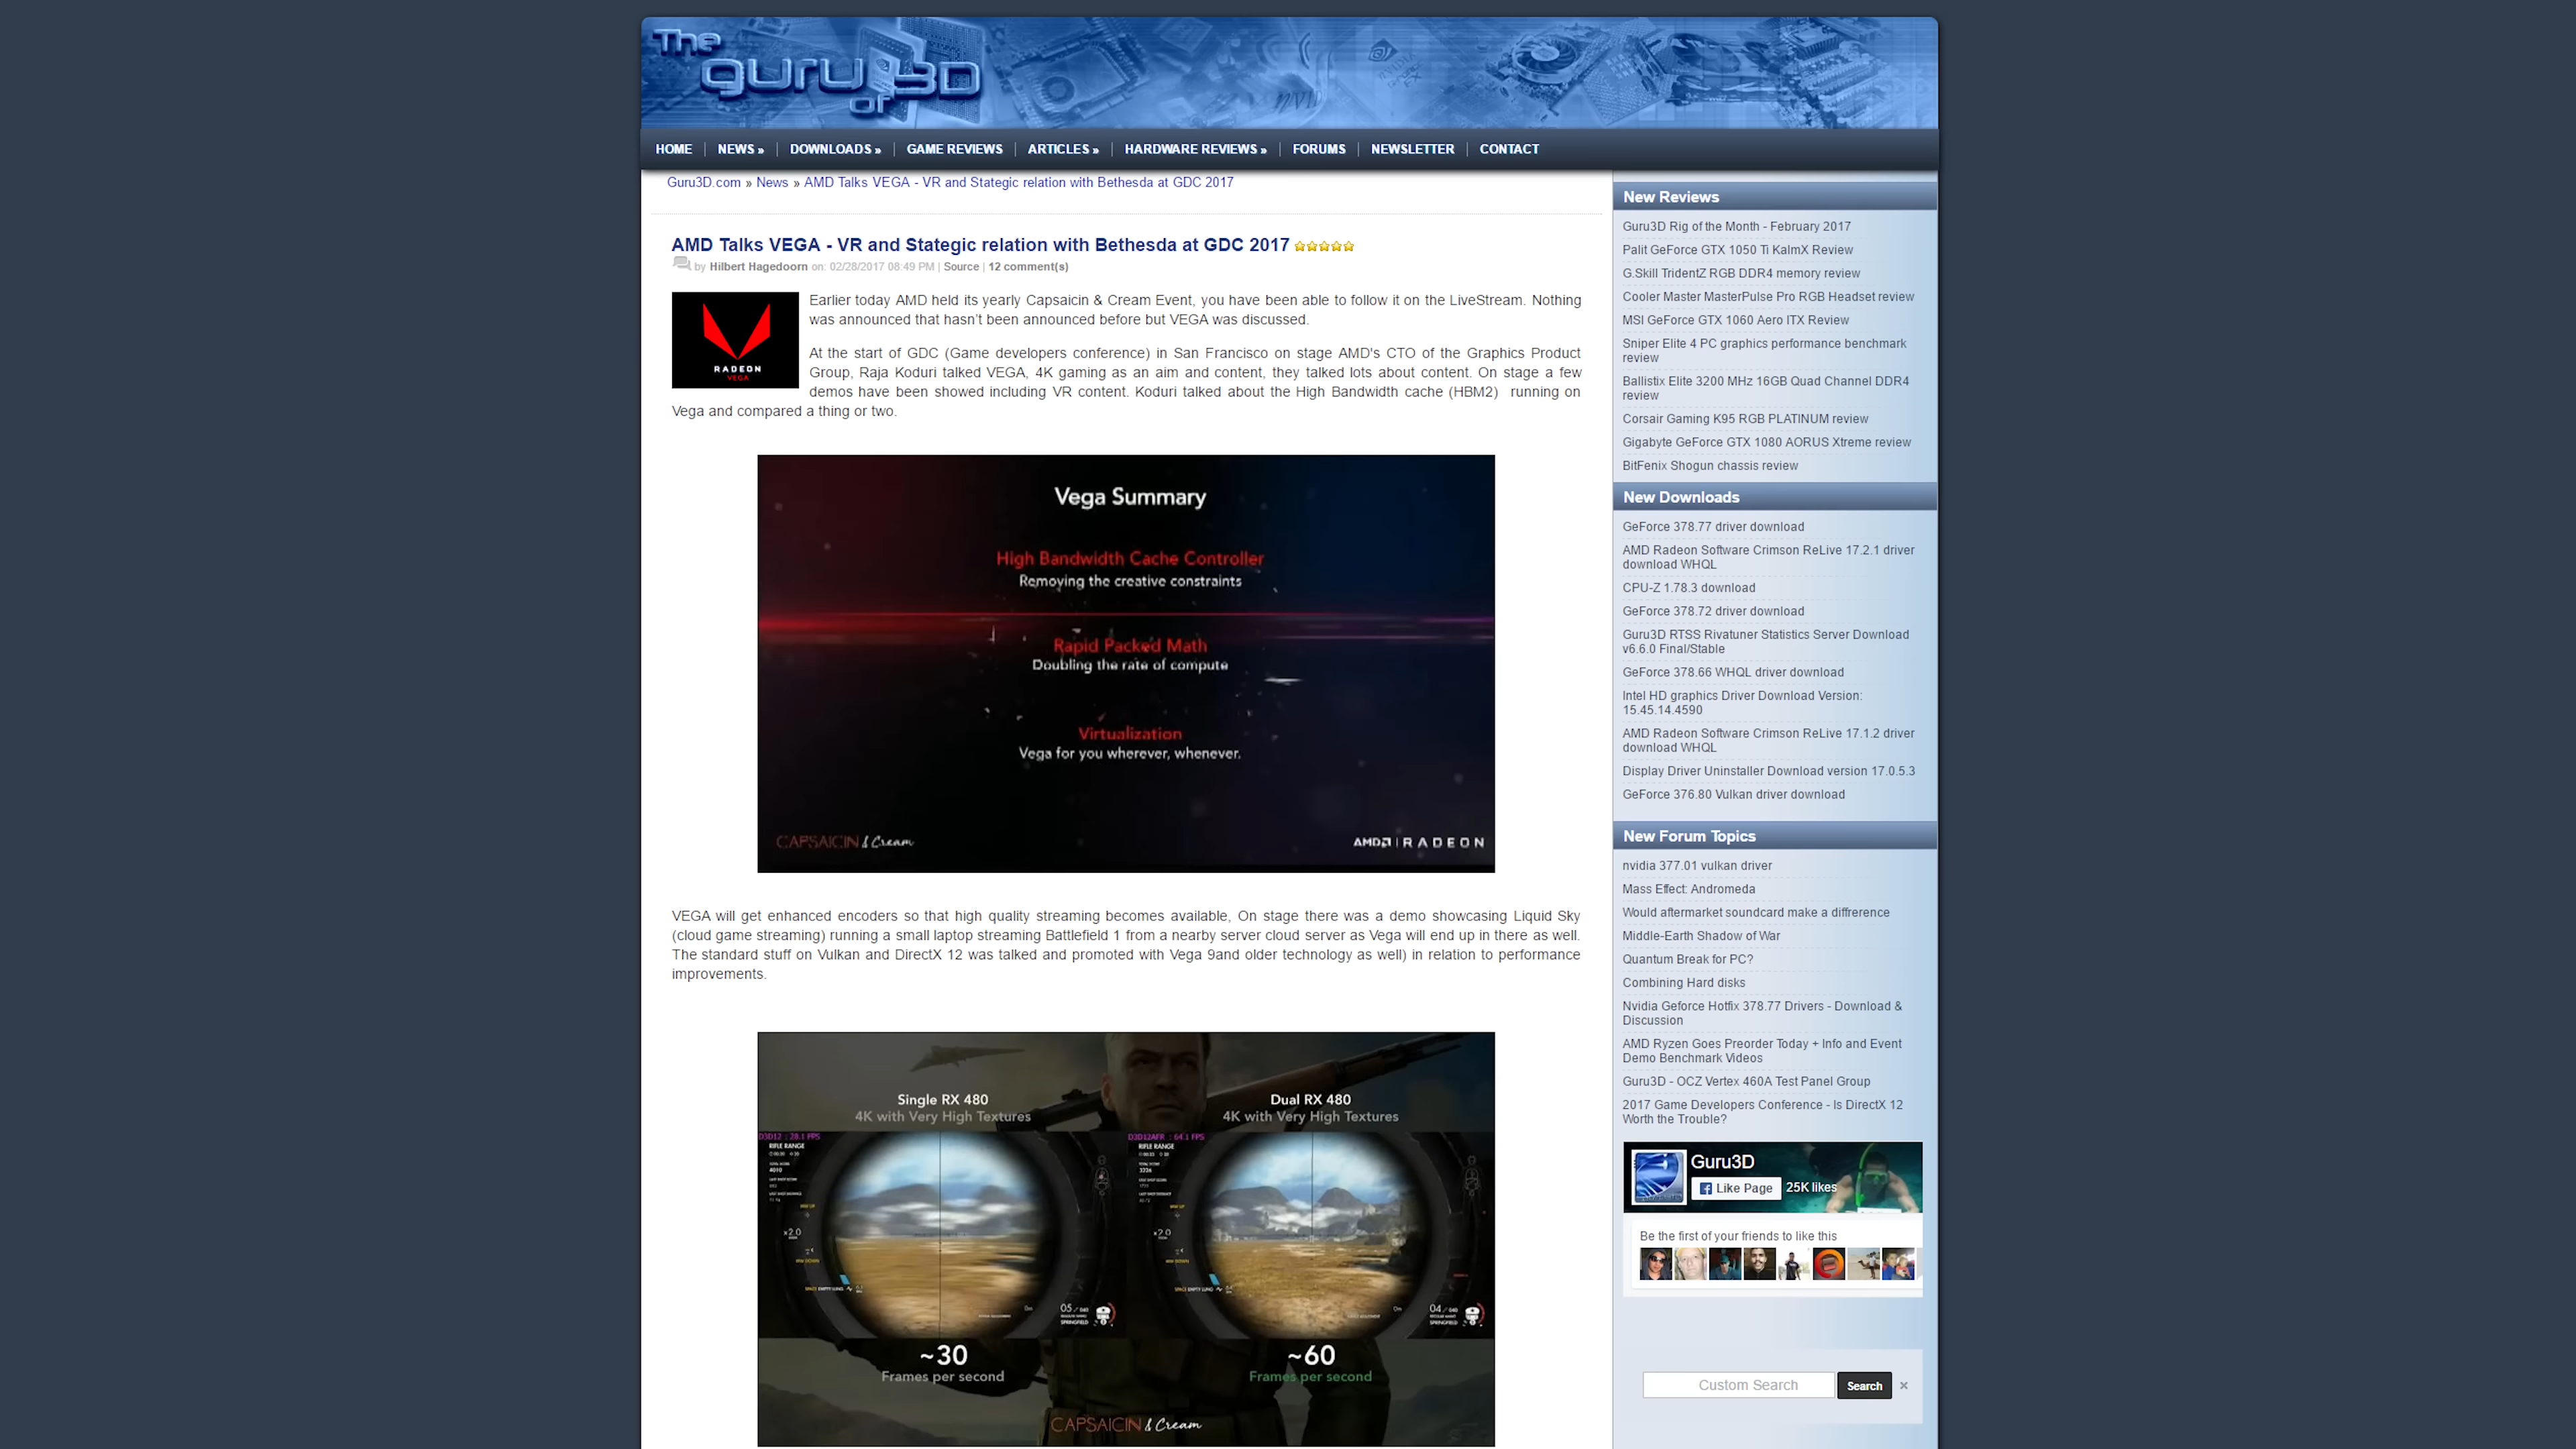 The
guru
of 3D
HOME
NEWS »
DOWNLOADS »
GAME REVIEWS
ARTICLES »
HARDWARE REVIEWS »
FORUMS
NEWSLETTER
CONTACT
Guru3D.com » News » AMD Talks VEGA - VR and Stategic relation with Bethesda at GDC 2017
AMD Talks VEGA - VR and Stategic relation with Bethesda at GDC 2017
by Hilbert Hagedoorn on: 02/28/2017 08:49 PM | Source | 12 comment(s)
RADEON
VEGA
Earlier today AMD held its yearly Capsaicin & Cream Event, you have been able to follow it on the LiveStream. Nothing
was announced that hasn't been announced before but VEGA was discussed.
At the start of GDC (Game developers conference) in San Francisco on stage AMD's CTO of the Graphics Product
Group, Raja Koduri talked VEGA, 4K gaming as an aim and content, they talked lots about content. On stage a few
demos have been showed including VR content. Koduri talked about the High Bandwidth cache (HBM2) running on
Vega and compared a thing or two.
Vega Summary
High Bandwidth Cache Controller
Removing the creative constraints
Rapid Packed Math
Doubling the rate of compute
Virtualization
Vega for you wherever, whenever.
CAPSAICIN & Cream
AMD | RADEON
VEGA will get enhanced encoders so that high quality streaming becomes available, On stage there was a demo showcasing Liquid Sky
(cloud game streaming) running a small laptop streaming Battlefield 1 from a nearby server cloud server as Vega will end up in there as well.
The standard stuff on Vulkan and DirectX 12 was talked and promoted with Vega 9and older technology as well) in relation to performance
improvements.
Single RX 480
4K with Very High Textures
D3D12 : 28.1 FPS
RIFLE RANGE
4010
x2.0
05
SPRINGFIELD
~30
Frames per second
Dual RX 480
4K with Very High Textures
D3D12AFR : 64.1 FPS
RIFLE RANGE
x2.0
04
SPRINGFIELD
~60
Frames per second
CAPSAICIN & Cream
New Reviews
Guru3D Rig of the Month - February 2017
Palit GeForce GTX 1050 Ti KalmX Review
G.Skill TridentZ RGB DDR4 memory review
Cooler Master MasterPulse Pro RGB Headset review
MSI GeForce GTX 1060 Aero ITX Review
Sniper Elite 4 PC graphics performance benchmark
review
Ballistix Elite 3200 MHz 16GB Quad Channel DDR4
review
Corsair Gaming K95 RGB PLATINUM review
Gigabyte GeForce GTX 1080 AORUS Xtreme review
BitFenix Shogun chassis review
New Downloads
GeForce 378.77 driver download
AMD Radeon Software Crimson ReLive 17.2.1 driver
download WHQL
CPU-Z 1.78.3 download
GeForce 378.72 driver download
Guru3D RTSS Rivatuner Statistics Server Download
v6.6.0 Final/Stable
GeForce 378.66 WHQL driver download
Intel HD graphics Driver Download Version:
15.45.14.4590
AMD Radeon Software Crimson ReLive 17.1.2 driver
download WHQL
Display Driver Uninstaller Download version 17.0.5.3
GeForce 376.80 Vulkan driver download
New Forum Topics
nvidia 377.01 vulkan driver
Mass Effect: Andromeda
Would aftermarket soundcard make a diffrerence
Middle-Earth Shadow of War
Quantum Break for PC?
Combining Hard disks
Nvidia Geforce Hotfix 378.77 Drivers - Download &
Discussion
AMD Ryzen Goes Preorder Today + Info and Event
Demo Benchmark Videos
Guru3D - OCZ Vertex 460A Test Panel Group
2017 Game Developers Conference - Is DirectX 12
Worth the Trouble?
Guru3D
Like Page
25K likes
Be the first of your friends to like this
Custom Search
Search
×